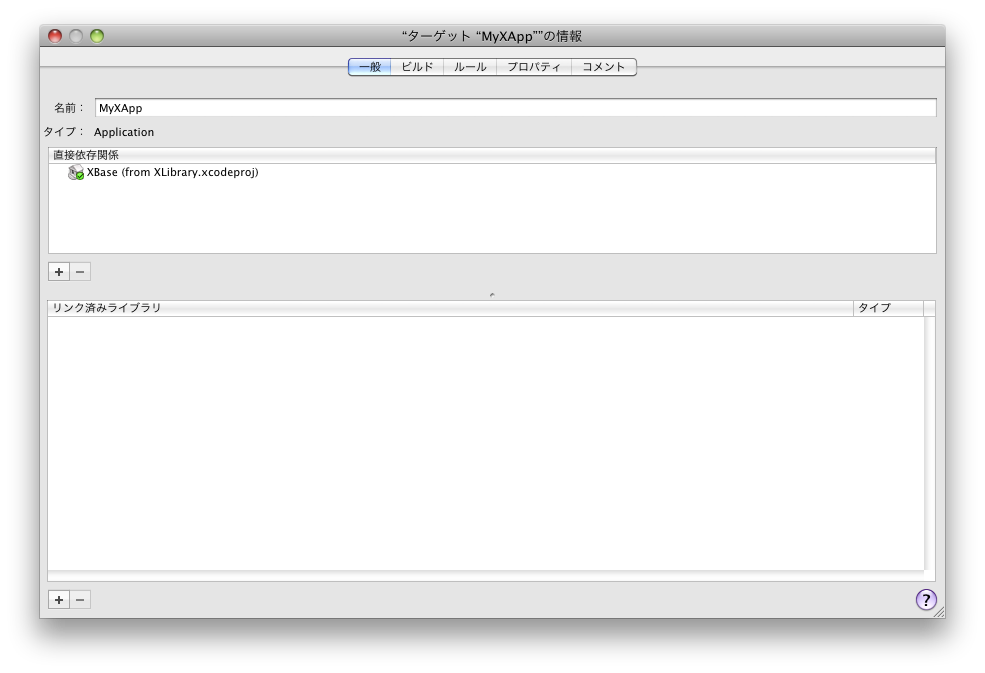 “ターゲット “MyXApp””の情報
一般 ビルド ルール プロパティ コメント
名前： MyXApp
タイプ： Application
直接依存関係
XBase (from XLibrary.xcodeproj)
+ −
リンク済みライブラリ タイプ
+ − ?